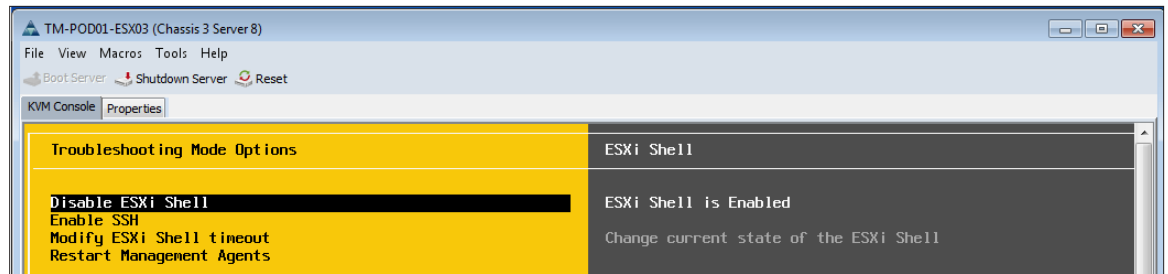 TM-POD01-ESX03 (Chassis 3 Server 8)
File View Macros Tools Help
Boot Server Shutdown Server Reset
KVM Console Properties
Troubleshooting Mode Options
ESXi Shell
Disable ESXi Shell
ESXi Shell is Enabled
Enable SSH
Modify ESXi Shell timeout
Change current state of the ESXi Shell
Restart Management Agents